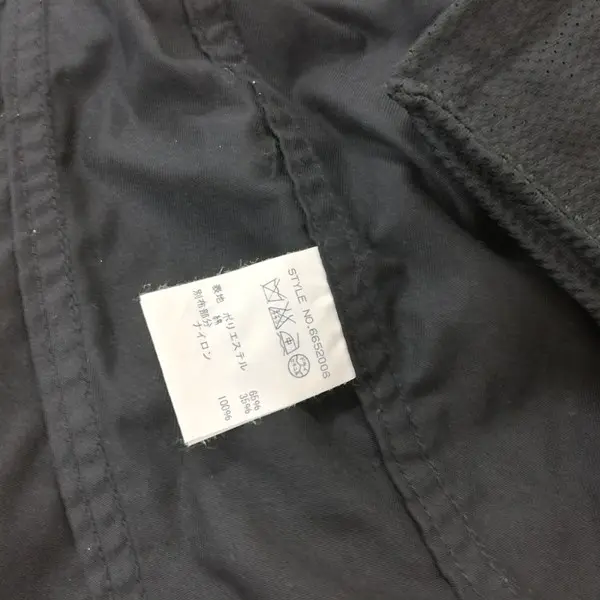 STYLE NO.6652006
表地 ポリエステル 65%
綿 35%
別布部分
ナイロン 100%